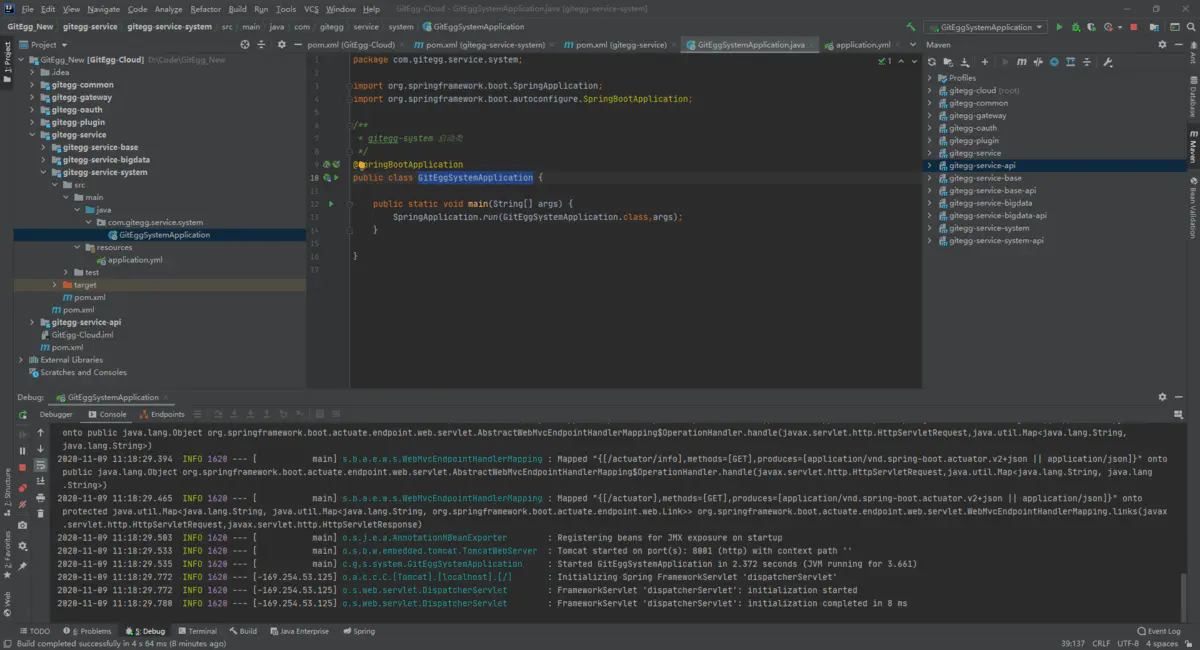 File Edit View Navigate Code Analyze Refactor Build Run Tools VCS Window Help GitEgg-Cloud - GitEggSystemApplication.java [gitegg-service-system]
GitEgg_New gitegg-service gitegg-service-system src main java com gitegg service system GitEggSystemApplication
GitEggSystemApplication
Project
pom.xml (GitEgg-Cloud) pom.xml (gitegg-service-system) pom.xml (gitegg-service) GitEggSystemApplication.java application.yml
Maven
1: Project
GitEgg_New [GitEgg-Cloud] D:\Code\GitEgg_New
.idea
gitegg-common
gitegg-gateway
gitegg-oauth
gitegg-plugin
gitegg-service
gitegg-service-base
gitegg-service-bigdata
gitegg-service-system
src
main
java
com.gitegg.service.system
GitEggSystemApplication
resources
application.yml
test
target
pom.xml
pom.xml
gitegg-service-api
GitEgg-Cloud.iml
pom.xml
External Libraries
Scratches and Consoles
1 package com.gitegg.service.system;
2
3 import org.springframework.boot.SpringApplication;
4 import org.springframework.boot.autoconfigure.SpringBootApplication;
5
6 /**
7 * gitegg-system 启动类
8 */
9 @SpringBootApplication
10 public class GitEggSystemApplication {
11
12 public static void main(String[] args) {
13 SpringApplication.run(GitEggSystemApplication.class,args);
14 }
15
16 }
17
1
Profiles
gitegg-cloud (root)
gitegg-common
gitegg-gateway
gitegg-oauth
gitegg-plugin
gitegg-service
gitegg-service-api
gitegg-service-base
gitegg-service-base-api
gitegg-service-bigdata
gitegg-service-bigdata-api
gitegg-service-system
gitegg-service-system-api
Ant
Database
Maven
Bean Validation
Debug: GitEggSystemApplication
Debugger Console Endpoints
onto public java.lang.Object org.springframework.boot.actuate.endpoint.web.servlet.AbstractWebMvcEndpointHandlerMapping$OperationHandler.handle(javax.servlet.http.HttpServletRequest,java.util.Map<java.lang.String,
java.lang.String>)
2020-11-09 11:18:29.394 INFO 1620 --- [ main] s.b.a.e.w.s.WebMvcEndpointHandlerMapping : Mapped "{[/actuator/info],methods=[GET],produces=[application/vnd.spring-boot.actuator.v2+json || application/json]}" onto
public java.lang.Object org.springframework.boot.actuate.endpoint.web.servlet.AbstractWebMvcEndpointHandlerMapping$OperationHandler.handle(javax.servlet.http.HttpServletRequest,java.util.Map<java.lang.String, java.lang
.String>)
2020-11-09 11:18:29.465 INFO 1620 --- [ main] s.b.a.e.w.s.WebMvcEndpointHandlerMapping : Mapped "{[/actuator],methods=[GET],produces=[application/vnd.spring-boot.actuator.v2+json || application/json]}" onto
protected java.util.Map<java.lang.String, java.util.Map<java.lang.String, org.springframework.boot.actuate.endpoint.web.Link>> org.springframework.boot.actuate.endpoint.web.servlet.WebMvcEndpointHandlerMapping.links(javax
.servlet.http.HttpServletRequest,javax.servlet.http.HttpServletResponse)
2020-11-09 11:18:29.503 INFO 1620 --- [ main] o.s.j.e.a.AnnotationMBeanExporter : Registering beans for JMX exposure on startup
2020-11-09 11:18:29.533 INFO 1620 --- [ main] o.s.b.w.embedded.tomcat.TomcatWebServer : Tomcat started on port(s): 8001 (http) with context path ''
2020-11-09 11:18:29.535 INFO 1620 --- [ main] c.g.s.system.GitEggSystemApplication : Started GitEggSystemApplication in 2.372 seconds (JVM running for 3.661)
2020-11-09 11:18:29.772 INFO 1620 --- [-169.254.53.125] o.a.c.c.C.[Tomcat].[localhost].[/] : Initializing Spring FrameworkServlet 'dispatcherServlet'
2020-11-09 11:18:29.772 INFO 1620 --- [-169.254.53.125] o.s.web.servlet.DispatcherServlet : FrameworkServlet 'dispatcherServlet': initialization started
2020-11-09 11:18:29.780 INFO 1620 --- [-169.254.53.125] o.s.web.servlet.DispatcherServlet : FrameworkServlet 'dispatcherServlet': initialization completed in 8 ms
Z: Structure
2: Favorites
Web
TODO 6: Problems 5: Debug Terminal Build Java Enterprise Spring Event Log
Build completed successfully in 4 s 64 ms (8 minutes ago) 39:137 CRLF UTF-8 4 spaces